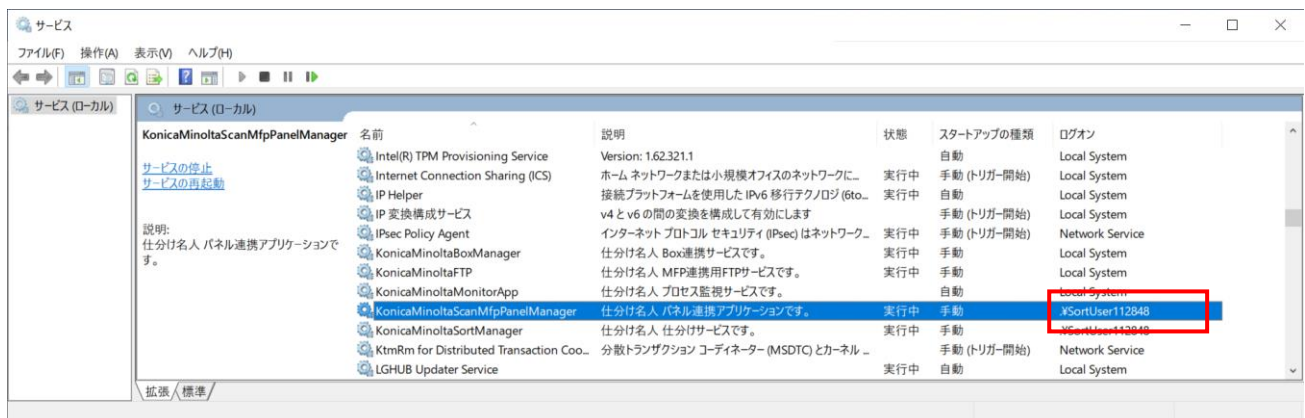 サービス
ファイル(F) 操作(A) 表示(V) ヘルプ(H)
サービス (ローカル)
サービス (ローカル)
KonicaMinoltaScanMfpPanelManager
サービスの停止
サービスの再起動
説明:
仕分け名人 パネル連携アプリケーションで
す。
名前 説明 状態 スタートアップの種類 ログオン
Intel(R) TPM Provisioning Service Version: 1.62.321.1 自動 Local System
Internet Connection Sharing (ICS) ホーム ネットワークまたは小規模オフィスのネットワークに... 実行中 手動 (トリガー開始) Local System
IP Helper 接続プラットフォームを使用した IPv6 移行テクノロジ (6to... 実行中 自動 Local System
IP 変換構成サービス v4 と v6 の間の変換を構成して有効にします 手動 (トリガー開始) Local System
IPsec Policy Agent インターネット プロトコル セキュリティ (IPsec) はネットワーク... 実行中 手動 (トリガー開始) Network Service
KonicaMinoltaBoxManager 仕分け名人 Box連携サービスです。 実行中 手動 Local System
KonicaMinoltaFTP 仕分け名人 MFP連携用FTPサービスです。 実行中 手動 Local System
KonicaMinoltaMonitorApp 仕分け名人 プロセス監視サービスです。 自動 Local System
KonicaMinoltaScanMfpPanelManager 仕分け名人 パネル連携アプリケーションです。 実行中 手動 .¥SortUser112848
KonicaMinoltaSortManager 仕分け名人 仕分けサービスです。 実行中 手動 .¥SortUser112848
KtmRm for Distributed Transaction Coo... 分散トランザクション コーディネーター (MSDTC) とカーネル ... 手動 (トリガー開始) Network Service
LGHUB Updater Service 実行中 自動 Local System
拡張 標準